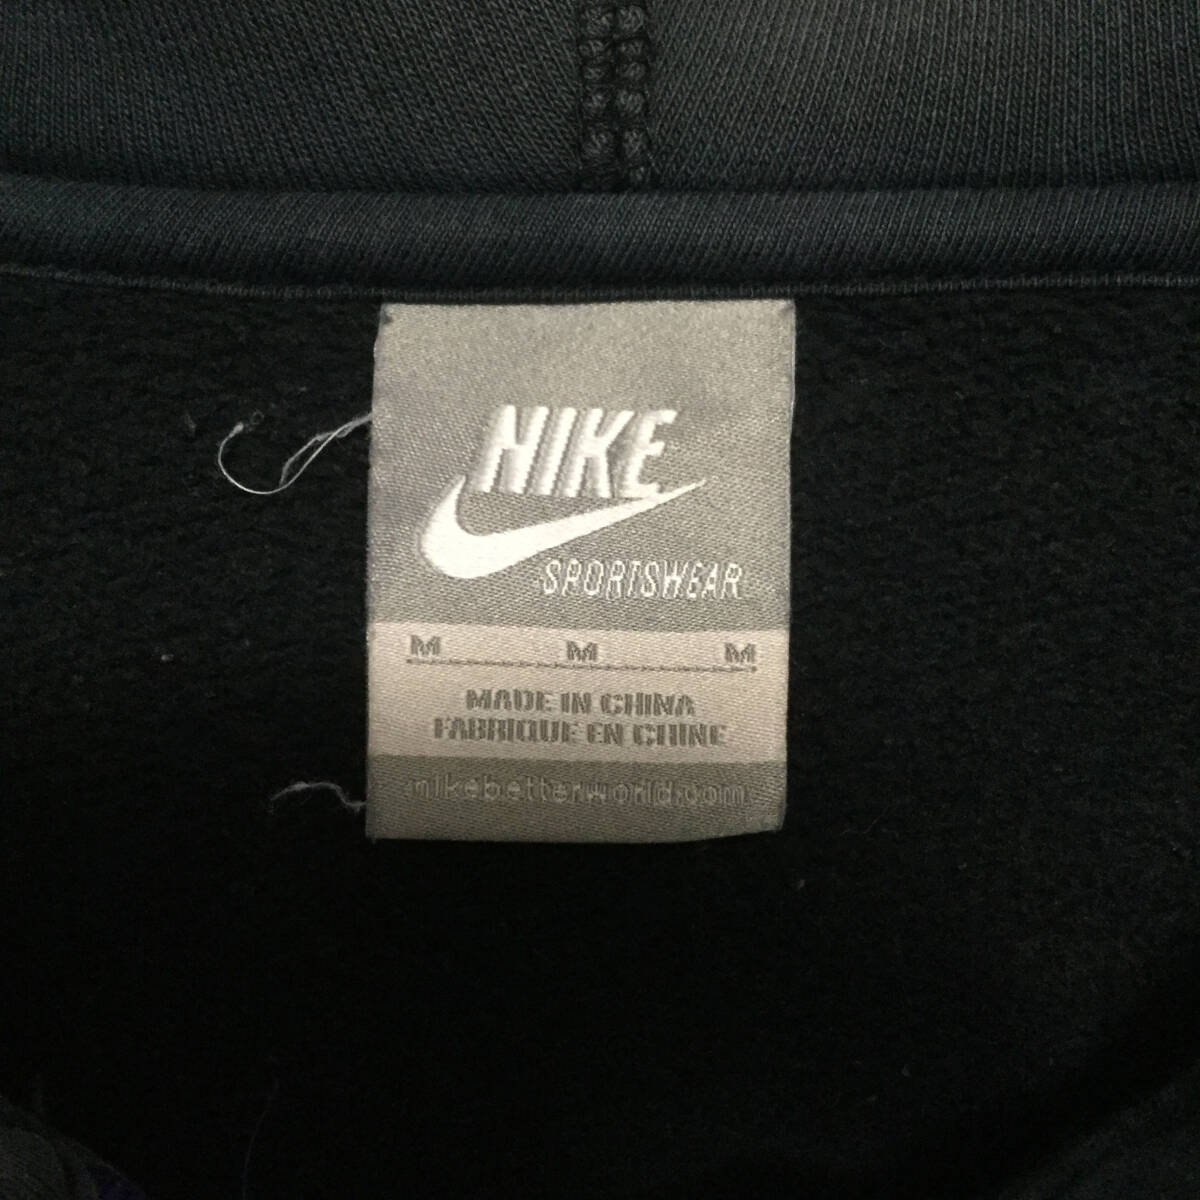 NIKE
SPORTSWEAR
M M M
MADE IN CHINA
FABRIQUE EN CHINE
nikebetterworld.com